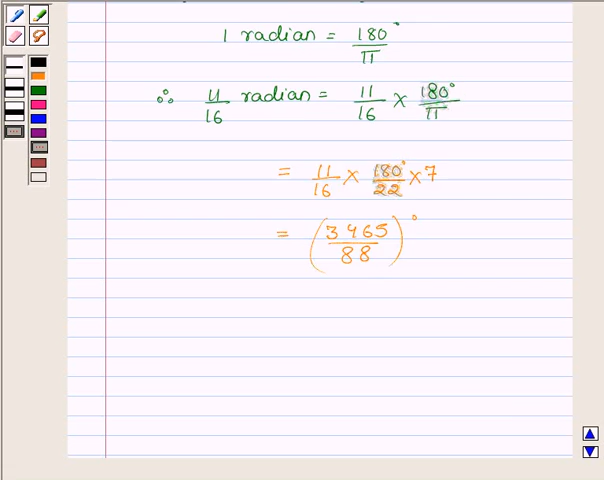 1 radian = 180° / π
∴ 11/16 radian = 11/16 × 180°/π
= 11/16 × 180°/22 × 7
= (3465/88)°